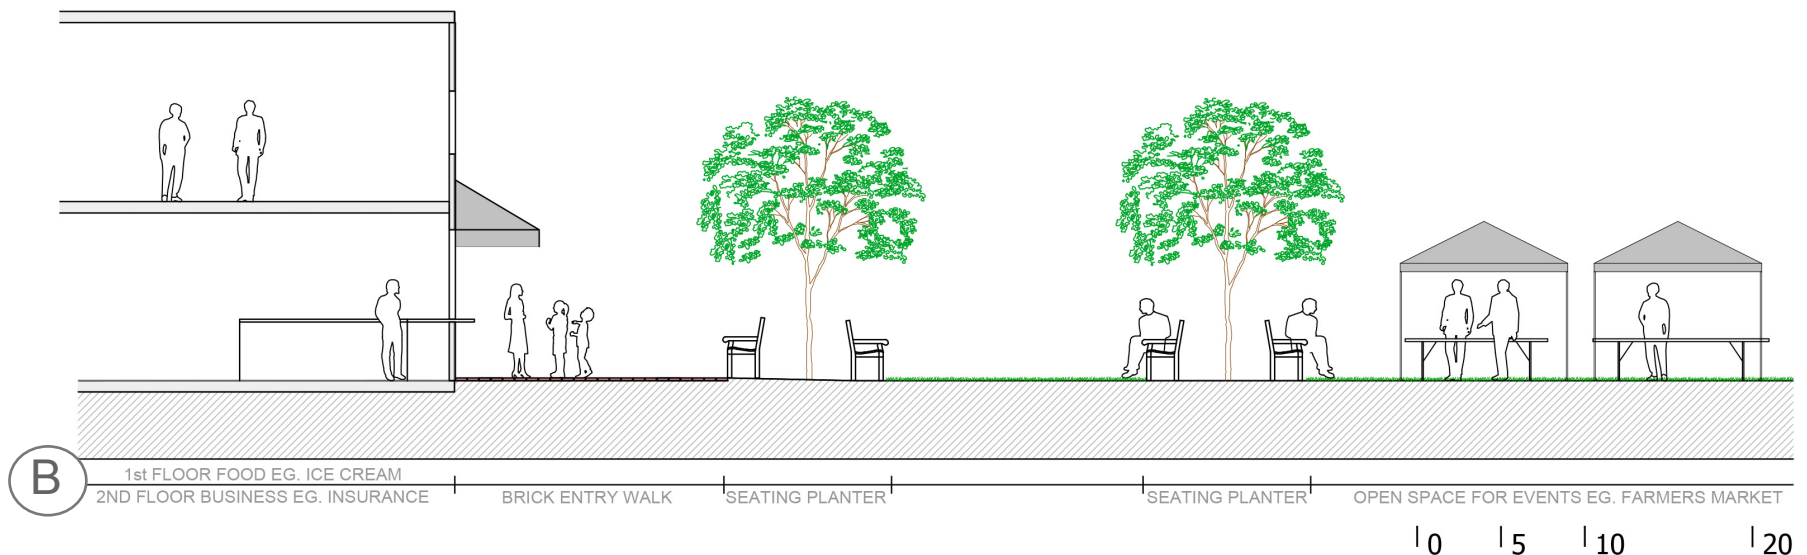 B
1st FLOOR FOOD EG. ICE CREAM
2ND FLOOR BUSINESS EG. INSURANCE
BRICK ENTRY WALK
SEATING PLANTER
SEATING PLANTER
OPEN SPACE FOR EVENTS EG. FARMERS MARKET
0 5 10 20